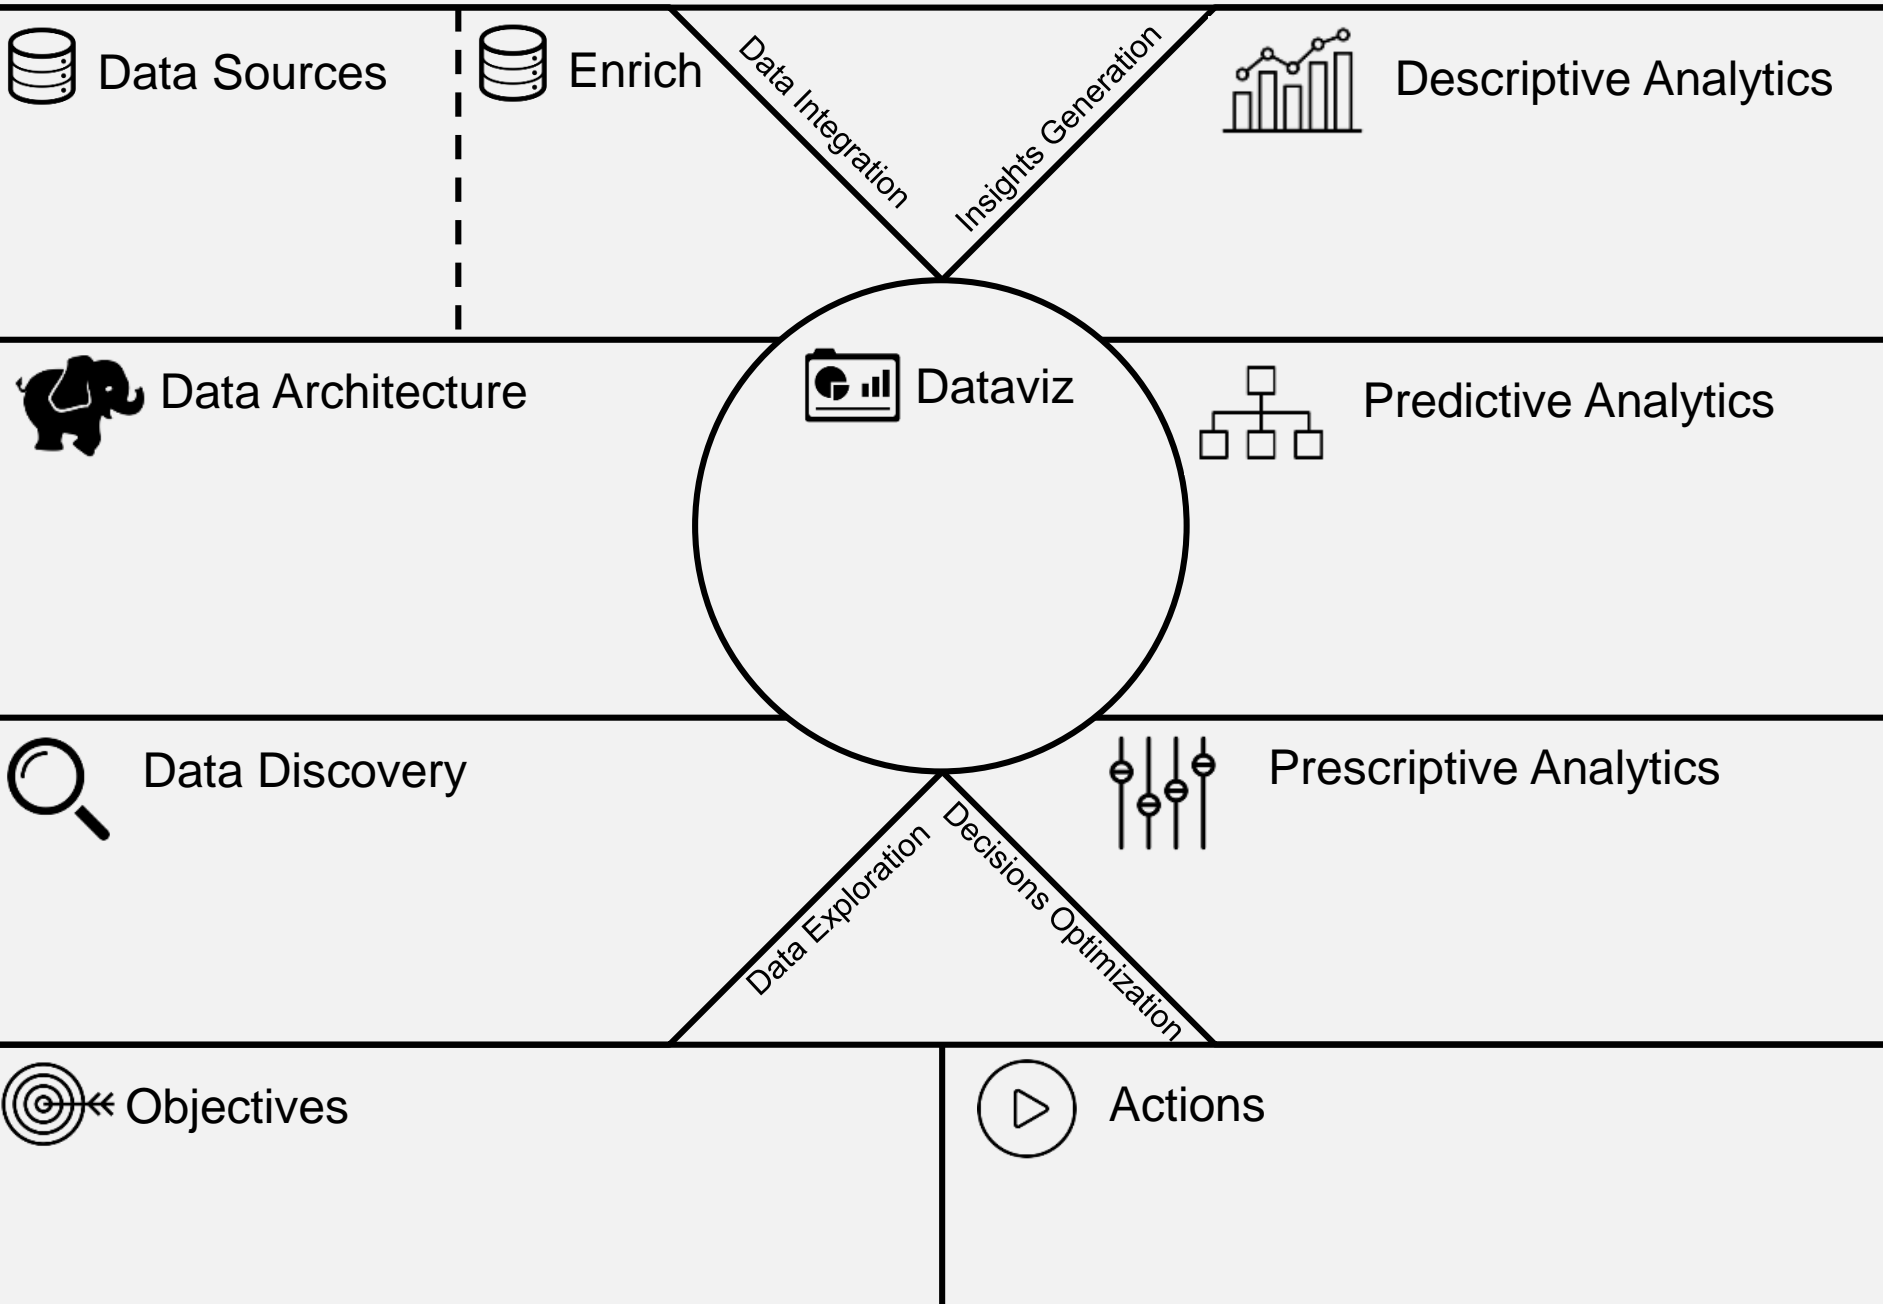 Data Sources
Enrich
Data Integration
Insights Generation
Descriptive Analytics
Data Architecture
Dataviz
Predictive Analytics
Data Discovery
Prescriptive Analytics
Data Exploration
Decisions Optimization
Objectives
Actions